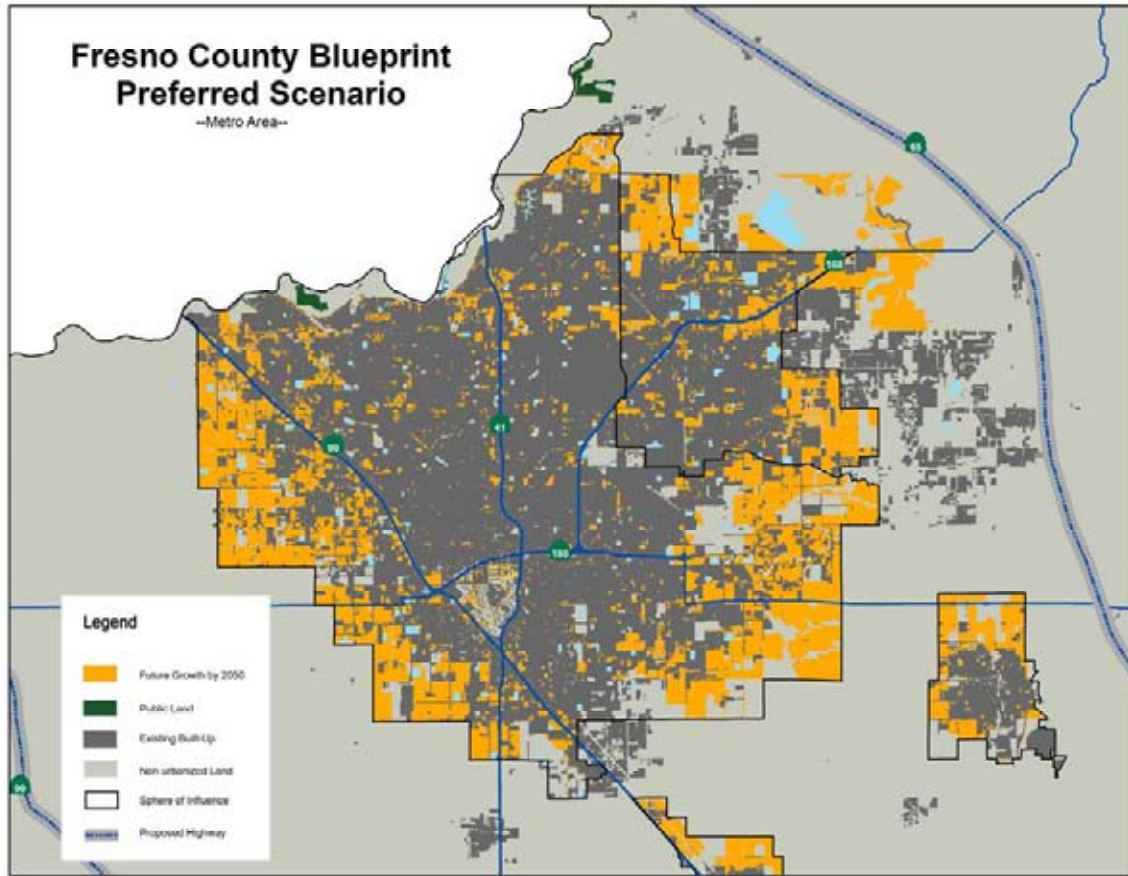 Fresno County Blueprint
Preferred Scenario
--Metro Area--
65
168
41
99
180
99
Legend
Future Growth by 2050
Public Land
Existing Built-Up
Non urbanized Land
Sphere of Influence
Proposed Highway